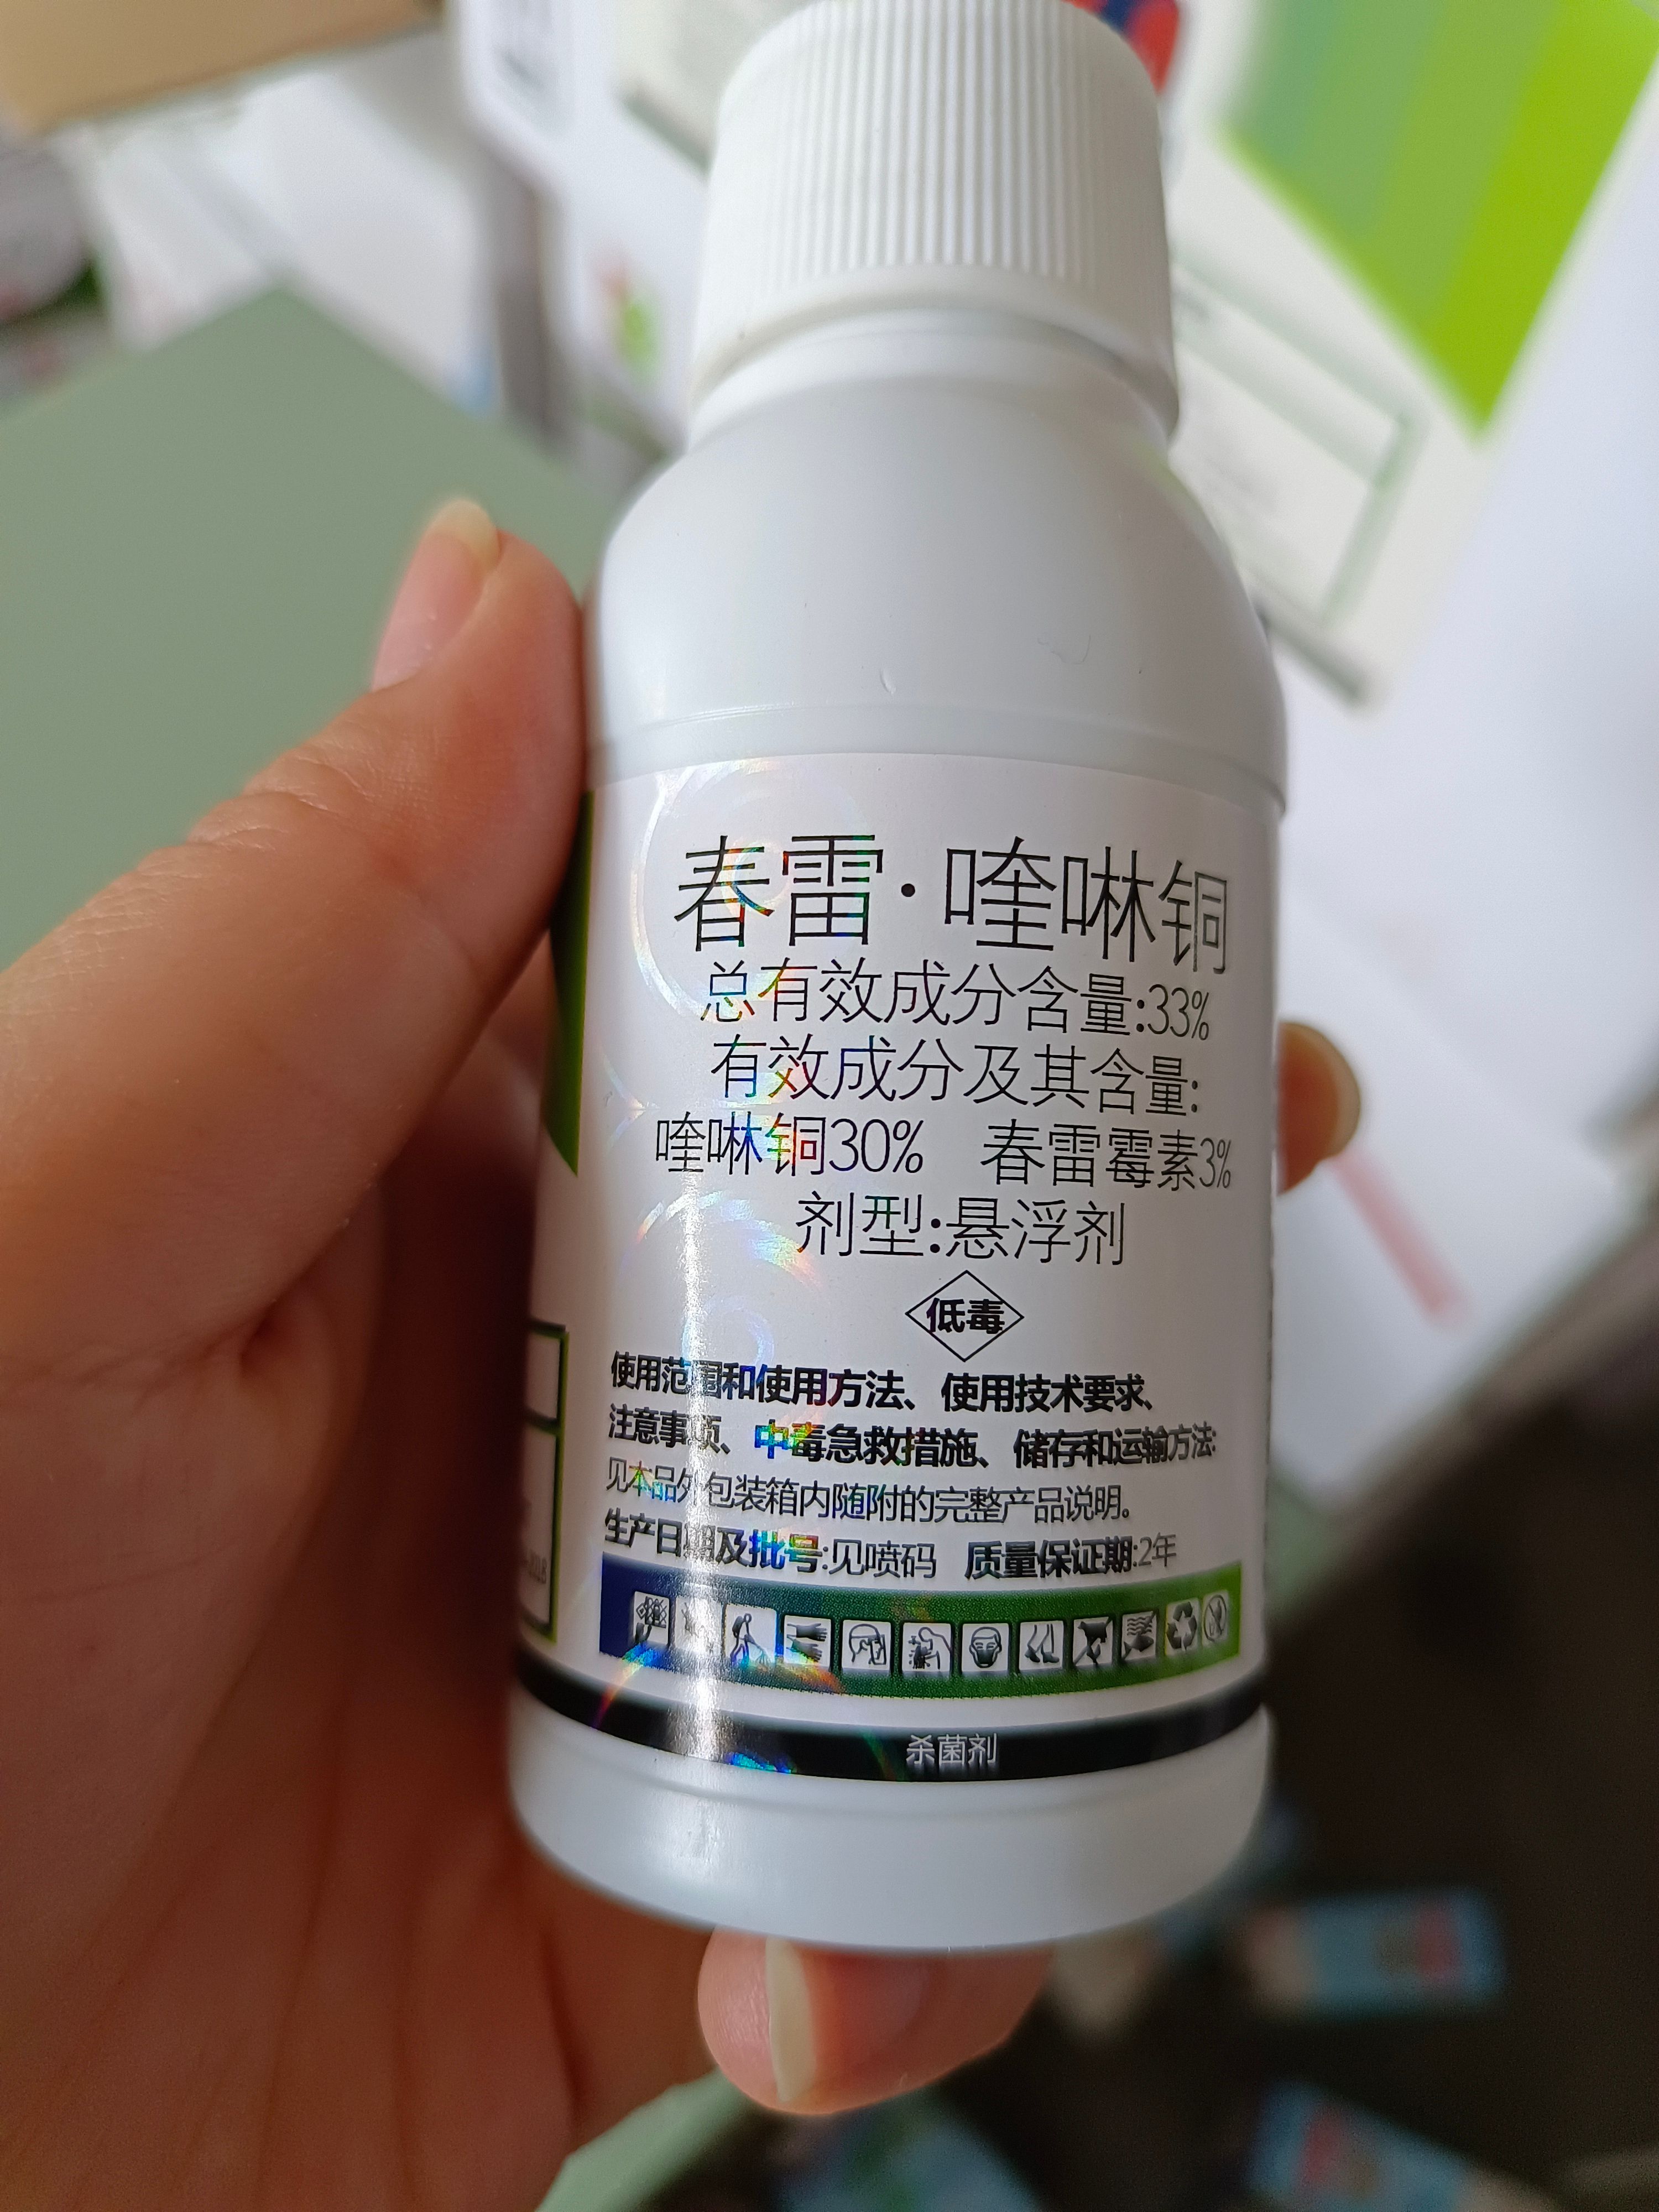 春雷·喹啉铜
总有效成分含量:33%
有效成分及其含量:
喹啉铜30% 春雷霉素3%
剂型:悬浮剂
低毒
使用范围和使用方法、使用技术要求、
注意事项、中毒急救措施、储存和运输方法:
见本品外包装箱内随附的完整产品说明。
生产日期及批号:见喷码 质量保证期:2年
杀菌剂